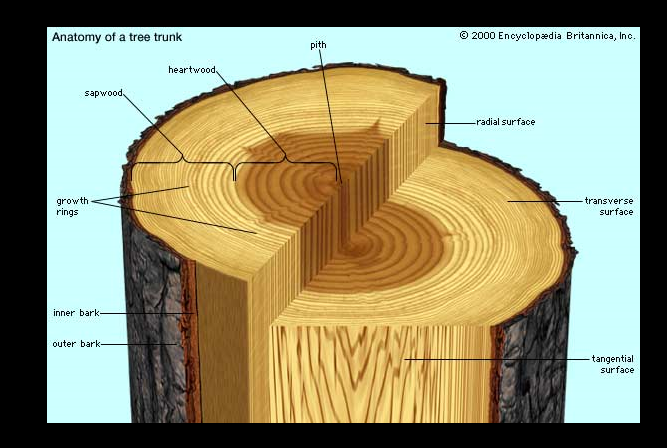 Anatomy of a tree trunk
© 2000 Encyclopædia Britannica, Inc.
pith
heartwood
sapwood
radial surface
growth
rings
transverse
surface
inner bark
outer bark
tangential
surface